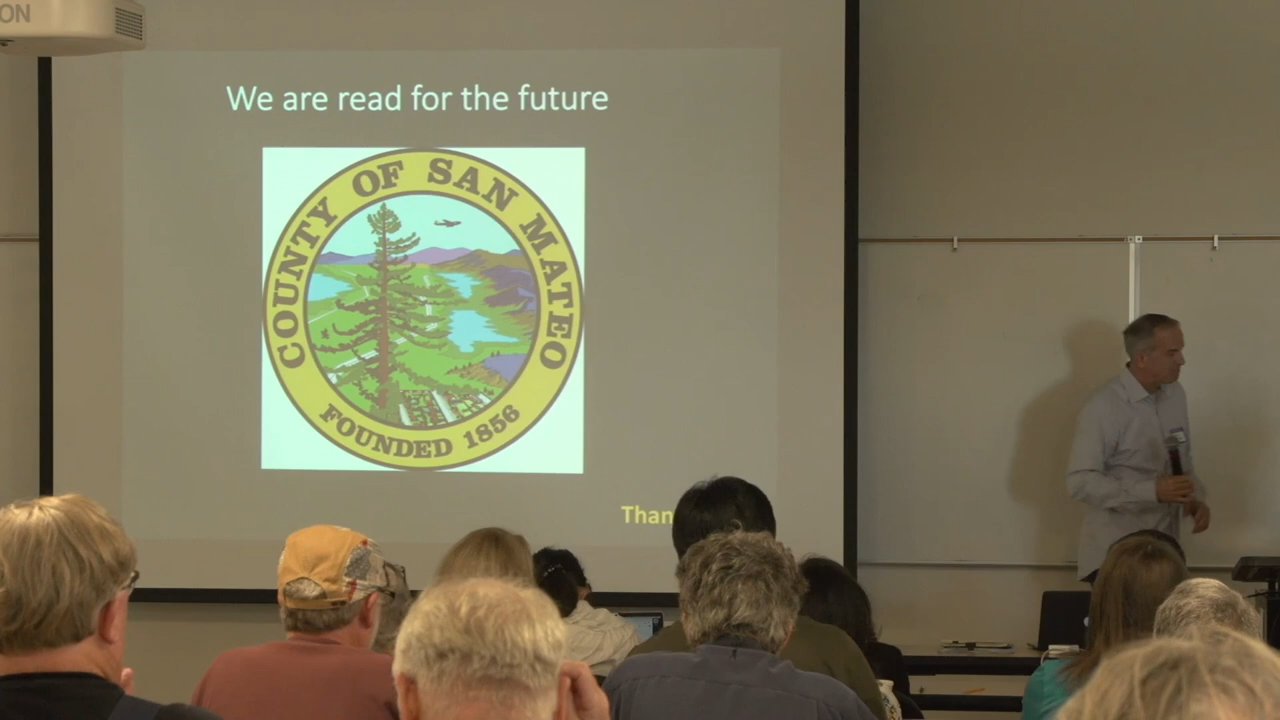 ON
We are read for the future
COUNTY OF SAN MATEO
FOUNDED 1856
Than